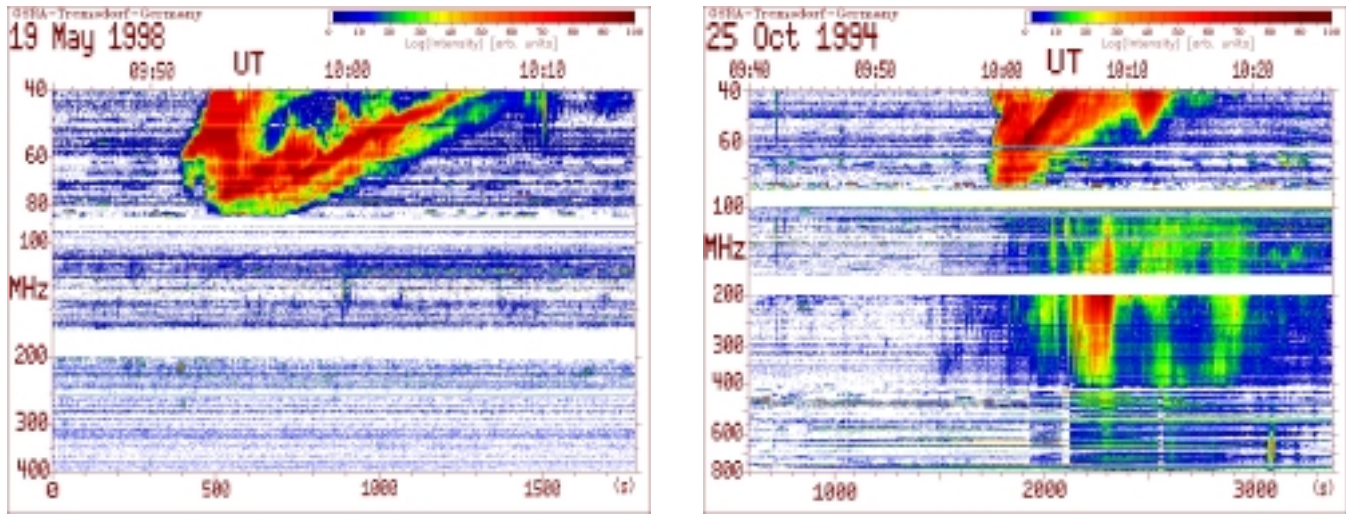 OSRA-Tremsdorf-Germany
19 May 1998
0 10 20 30 40 50 60 70 80 90 100
Log[intensity] [arb. units]
UT
09:50 10:00 10:10
40
60
80
100
MHz
200
300
400
0 500 1000 1500 (s)
OSRA-Tremsdorf-Germany
25 Oct 1994
0 10 20 30 40 50 60 70 80 90 100
Log[intensity] [arb. units]
UT
09:40 09:50 10:00 10:10 10:20
40
60
100
MHz
200
300
400
600
800
1000 2000 3000 (s)